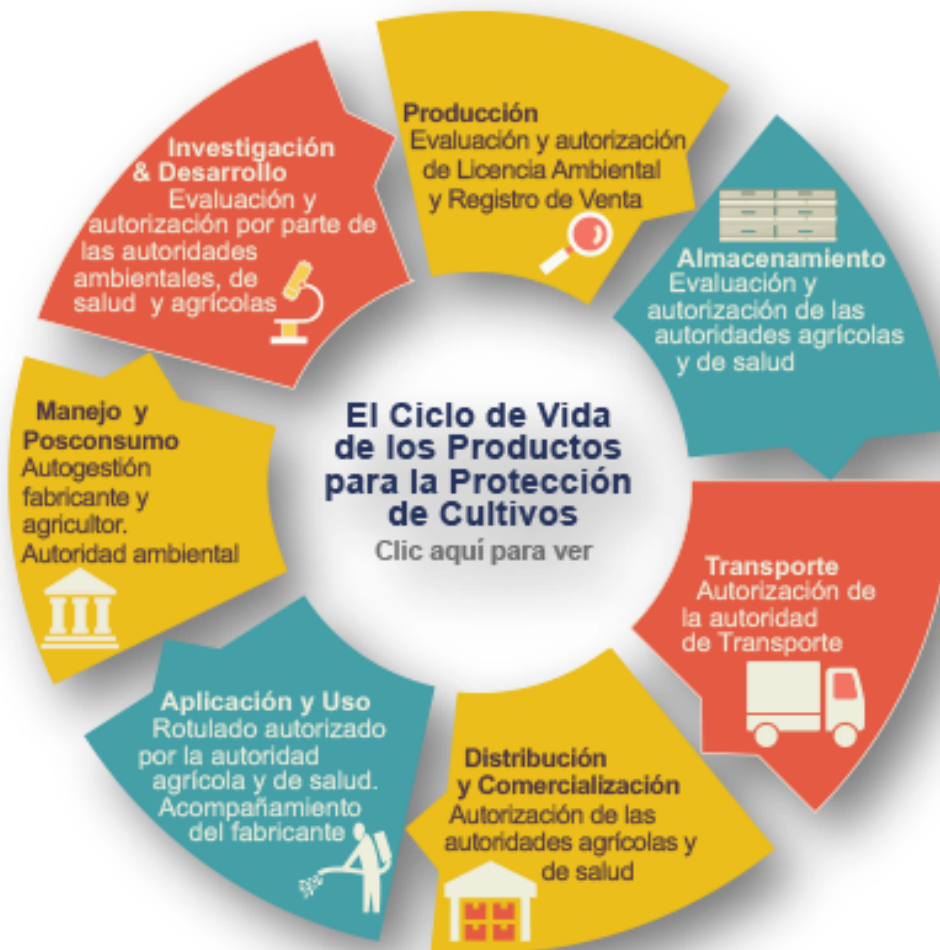 El Ciclo de Vida
de los Productos
para la Protección
de Cultivos
Clic aquí para ver
Investigación
& Desarrollo
Evaluación y
autorización por parte de
las autoridades
ambientales, de
salud y agrícolas
Producción
Evaluación y autorización
de Licencia Ambiental
y Registro de Venta
Almacenamiento
Evaluación y
autorización de las
autoridades agrícolas
y de salud
Transporte
Autorización de
la autoridad
de Transporte
Distribución
y Comercialización
Autorización de las
autoridades agrícolas y
de salud
Aplicación y Uso
Rotulado autorizado
por la autoridad
agrícola y de salud.
Acompañamiento
del fabricante
Manejo y
Posconsumo
Autogestión
fabricante y
agricultor.
Autoridad ambiental